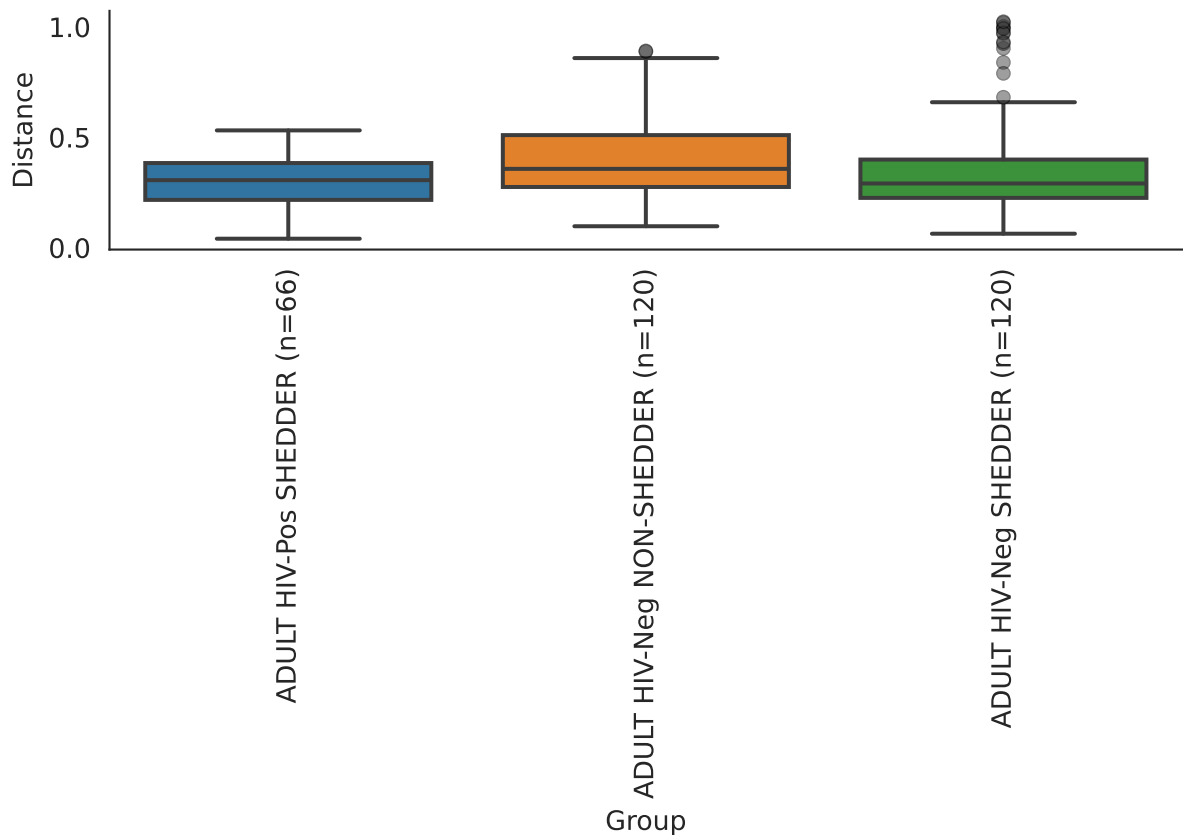 Distance
1.0
0.5
0.0
ADULT HIV-Pos SHEDDER (n=66)
ADULT HIV-Neg NON-SHEDDER (n=120)
ADULT HIV-Neg SHEDDER (n=120)
Group